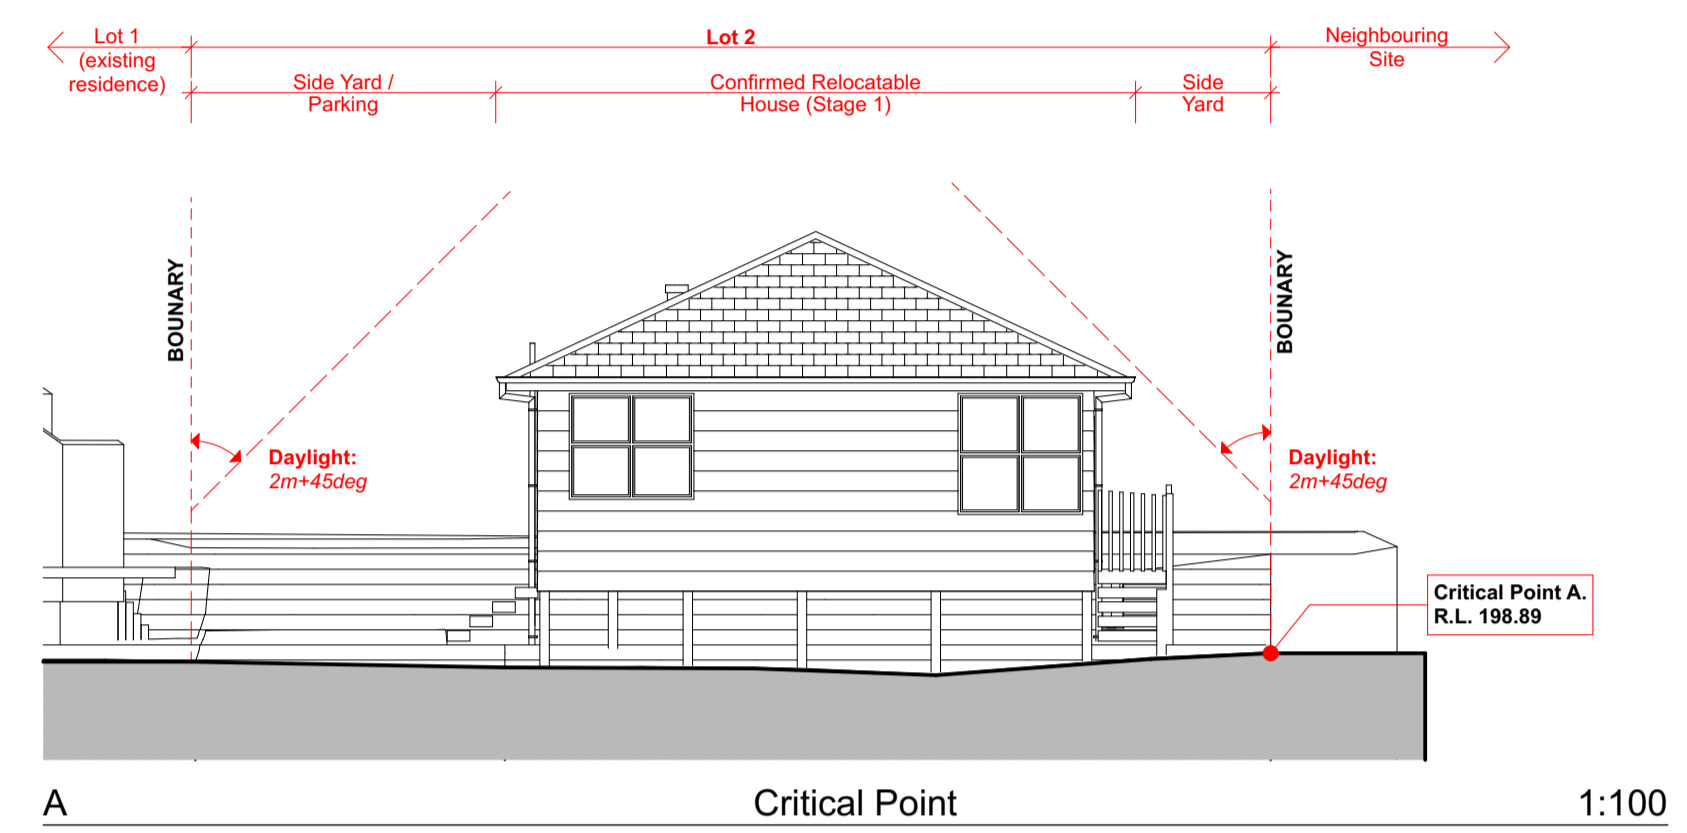 Lot 1
(existing
residence)
Lot 2
Neighbouring
Site
Side Yard /
Parking
Confirmed Relocatable
House (Stage 1)
Side
Yard
BOUNARY
BOUNARY
Daylight:
2m+45deg
Daylight:
2m+45deg
Critical Point A.
R.L. 198.89
A
Critical Point
1:100